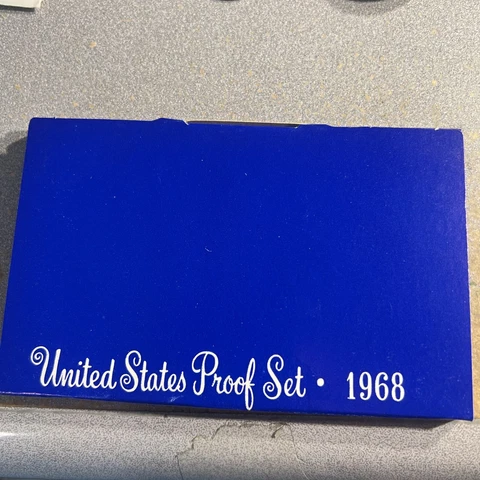 United States Proof Set • 1968